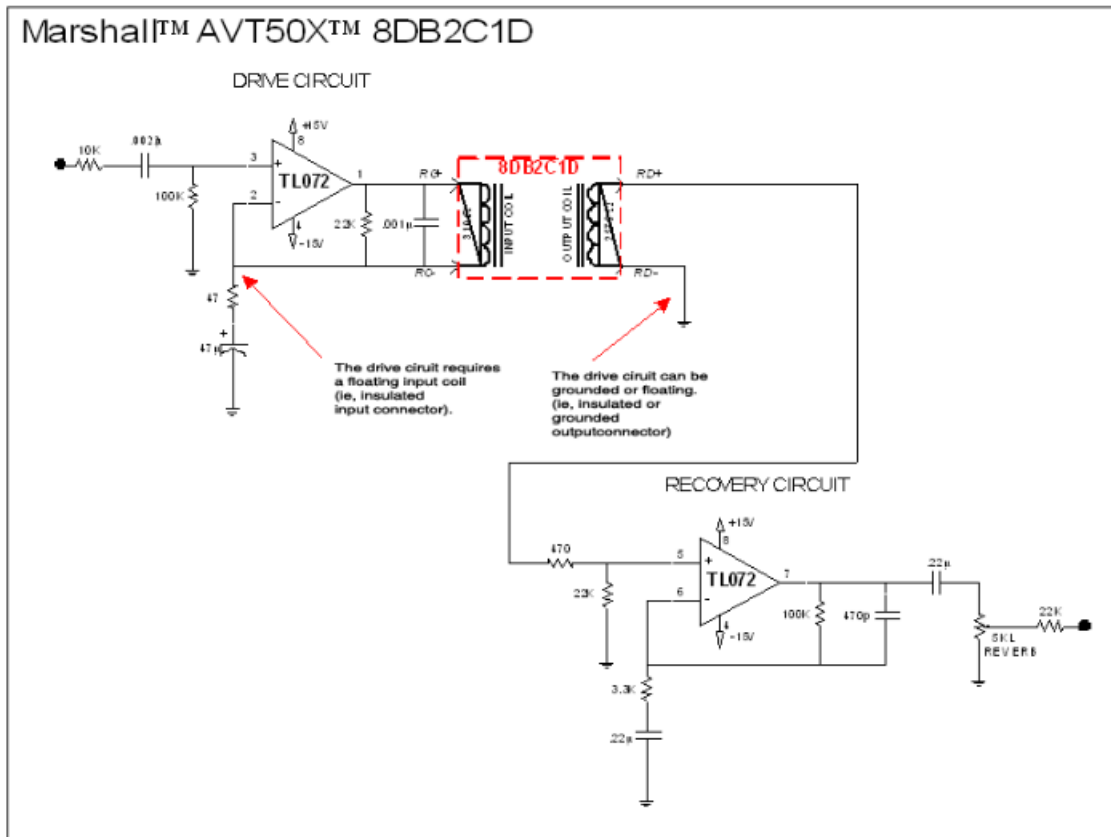 Marshall™ AVT50X™ 8DB2C1D
DRIVE CIRCUIT
+15V
8
.002µ
10K
3
+
TL072
1
RG+
8DB2C1D
RD+
100K
2
-
22K
.001µ
INPUT COIL
OUTPUT COIL
4
-15V
RG-
RD-
47
+
47µ
The drive ciruit requires
a floating input coil
(ie, insulated
input connector).
The drive ciruit can be
grounded or floating.
(ie, insulated or
grounded
outputconnector)
RECOVERY CIRCUIT
+15V
8
470
5
+
TL072
7
.22µ
22K
6
-
100K
470p
22K
4
-15V
5KL
REVERB
3.3K
.22µ